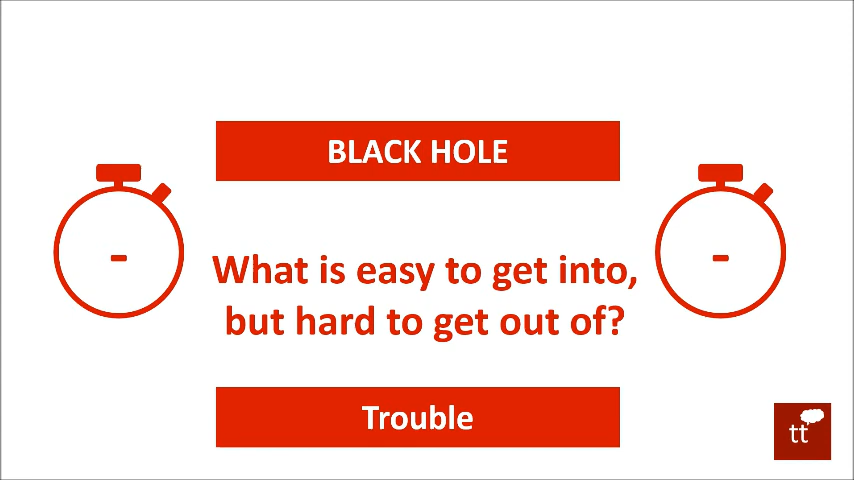 BLACK HOLE
-
-
What is easy to get into,
but hard to get out of?
Trouble
tt